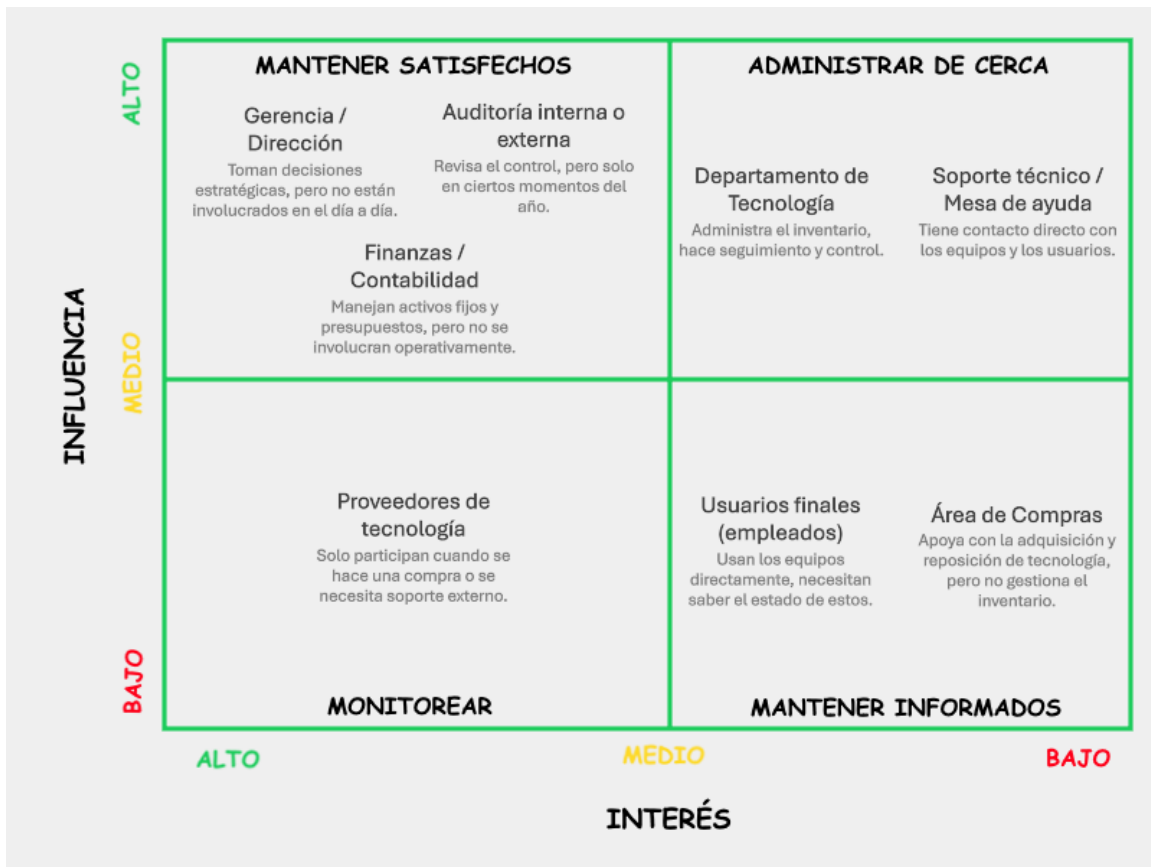 MANTENER SATISFECHOS
ADMINISTRAR DE CERCA
ALTO
Gerencia /
Dirección
Toman decisiones
estratégicas, pero no están
involucrados en el día a día.
Auditoría interna o
externa
Revisa el control, pero solo
en ciertos momentos del
año.
Finanzas /
Contabilidad
Manejan activos fijos y
presupuestos, pero no se
involucran operativamente.
Departamento de
Tecnología
Administra el inventario,
hace seguimiento y control.
Soporte técnico /
Mesa de ayuda
Tiene contacto directo con
los equipos y los usuarios.
INFLUENCIA
MEDIO
Proveedores de
tecnología
Solo participan cuando se
hace una compra o se
necesita soporte externo.
Usuarios finales
(empleados)
Usan los equipos
directamente, necesitan
saber el estado de estos.
Área de Compras
Apoya con la adquisición y
reposición de tecnología,
pero no gestiona el
inventario.
BAJO
MONITOREAR
MANTENER INFORMADOS
ALTO
MEDIO
BAJO
INTERÉS